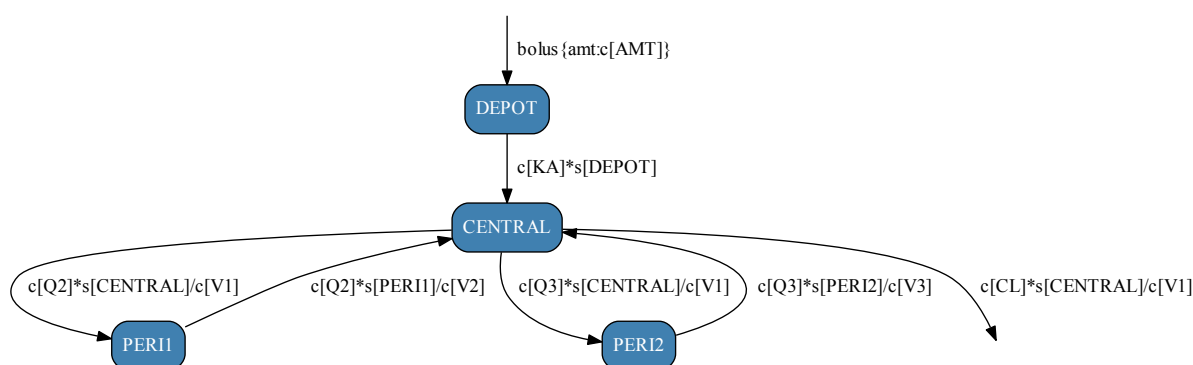 bolus{amt:c[AMT]}
DEPOT
c[KA]*s[DEPOT]
CENTRAL
c[Q2]*s[CENTRAL]/c[V1]
c[Q2]*s[PERI1]/c[V2]
c[Q3]*s[CENTRAL]/c[V1]
c[Q3]*s[PERI2]/c[V3]
c[CL]*s[CENTRAL]/c[V1]
PERI1
PERI2